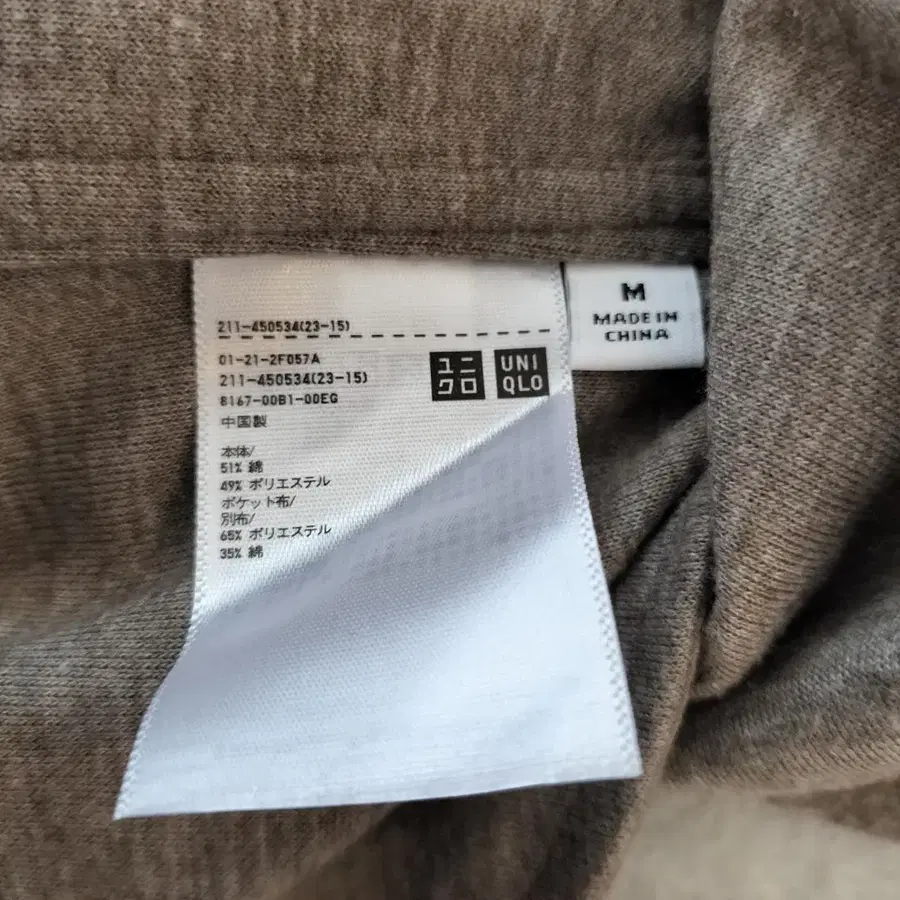 211-450534(23-15)
01-21-2F057A
211-450534(23-15)
8167-00B1-00EG
中国製
本体/
51% 綿
49% ポリエステル
ポケット布/
別布/
65% ポリエステル
35% 綿
ユニ
クロ
UNI
QLO
M
MADE IN
CHINA